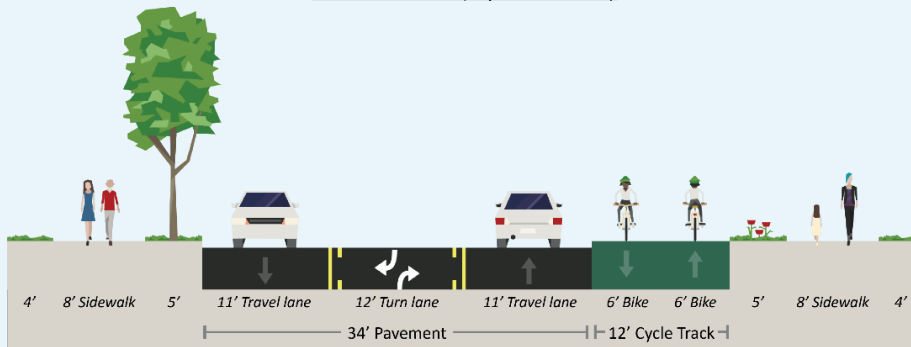 4’ 8’ Sidewalk 5’ 11’ Travel lane 12’ Turn lane 11’ Travel lane 6’ Bike 6’ Bike 5’ 8’ Sidewalk 4’
34’ Pavement 12’ Cycle Track